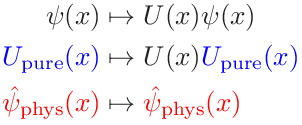 ψ(x) ↦ U(x)ψ(x)
U_pure(x) ↦ U(x)U_pure(x)
ψ̂_phys(x) ↦ ψ̂_phys(x)